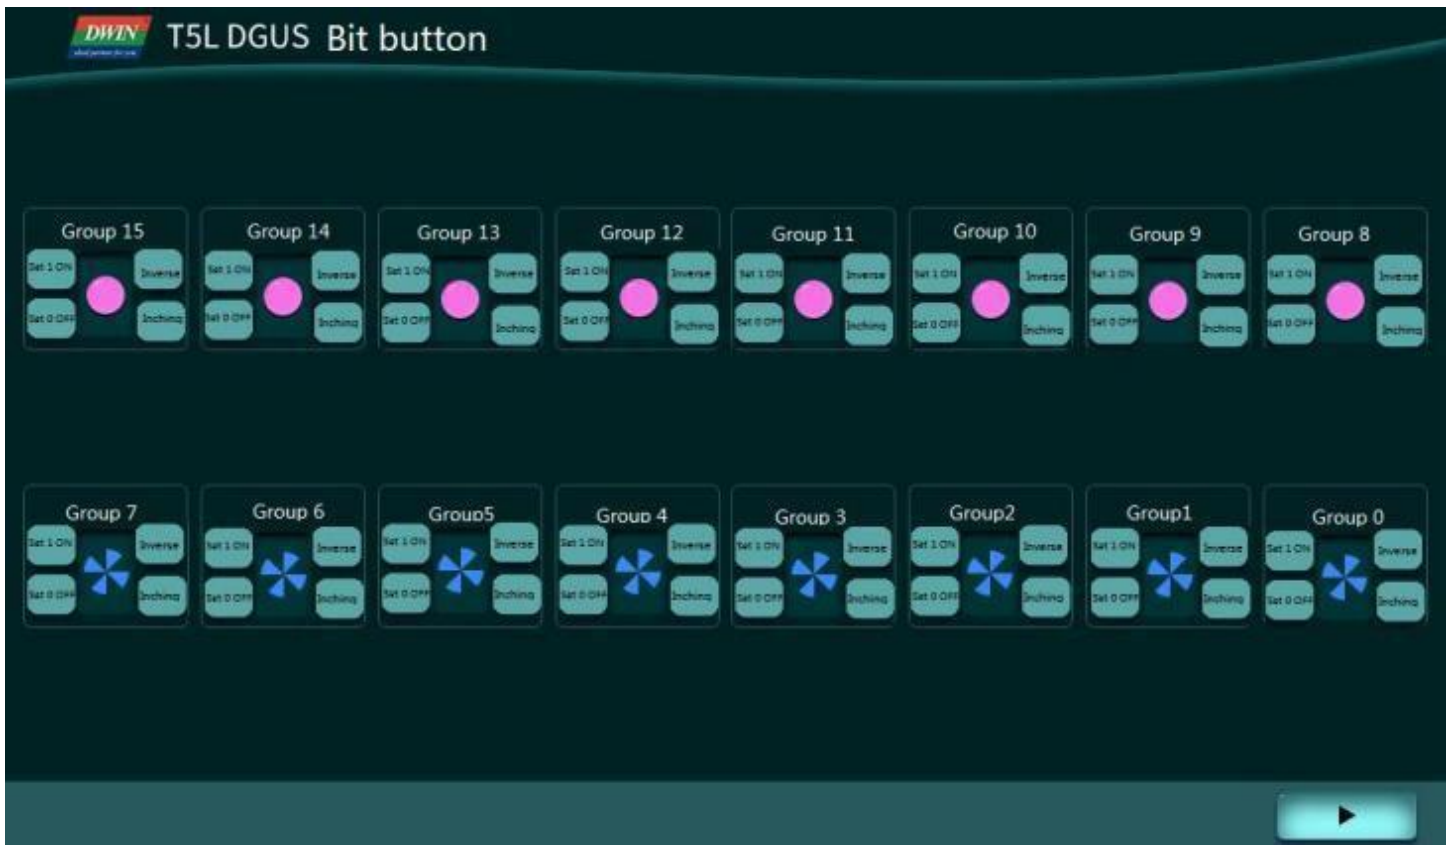 DWIN T5L DGUS Bit button
Group 15 Group 14 Group 13 Group 12 Group 11 Group 10 Group 9 Group 8
Set 1 ON Inverse Set 1 ON Inverse Set 1 ON Inverse Set 1 ON Inverse Set 1 ON Inverse Set 1 ON Inverse Set 1 ON Inverse Set 1 ON Inverse
Set 0 OFF Inching Set 0 OFF Inching Set 0 OFF Inching Set 0 OFF Inching Set 0 OFF Inching Set 0 OFF Inching Set 0 OFF Inching Set 0 OFF Inching
Group 7 Group 6 Group5 Group 4 Group 3 Group2 Group1 Group 0
Set 1 ON Inverse Set 1 ON Inverse Set 1 ON Inverse Set 1 ON Inverse Set 1 ON Inverse Set 1 ON Inverse Set 1 ON Inverse Set 1 ON Inverse
Set 0 OFF Inching Set 0 OFF Inching Set 0 OFF Inching Set 0 OFF Inching Set 0 OFF Inching Set 0 OFF Inching Set 0 OFF Inching Set 0 OFF Inching